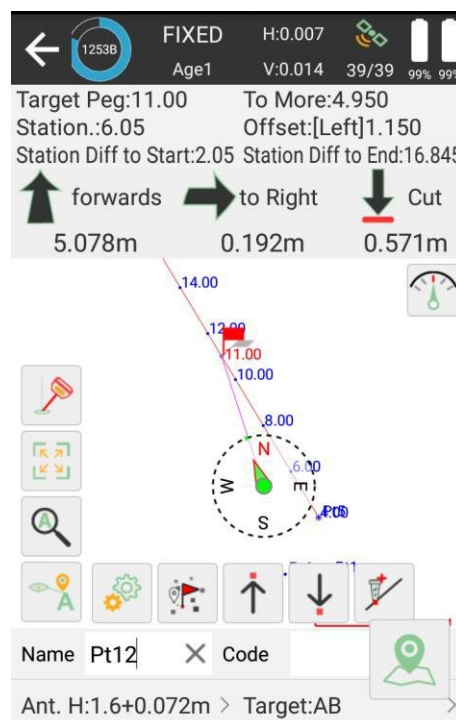 1253B
FIXED
H:0.007
Age1
V:0.014
39/39
99%
99%
Target Peg:11.00
To More:4.950
Station.:6.05
Offset:[Left]1.150
Station Diff to Start:2.05
Station Diff to End:16.845
forwards
to Right
Cut
5.078m
0.192m
0.571m
14.00
12.00
11.00
10.00
8.00
N
6.00
W
E
S
Pt5
4.00
A
A
Name
Pt12
Code
Ant. H:1.6+0.072m >
Target:AB
>